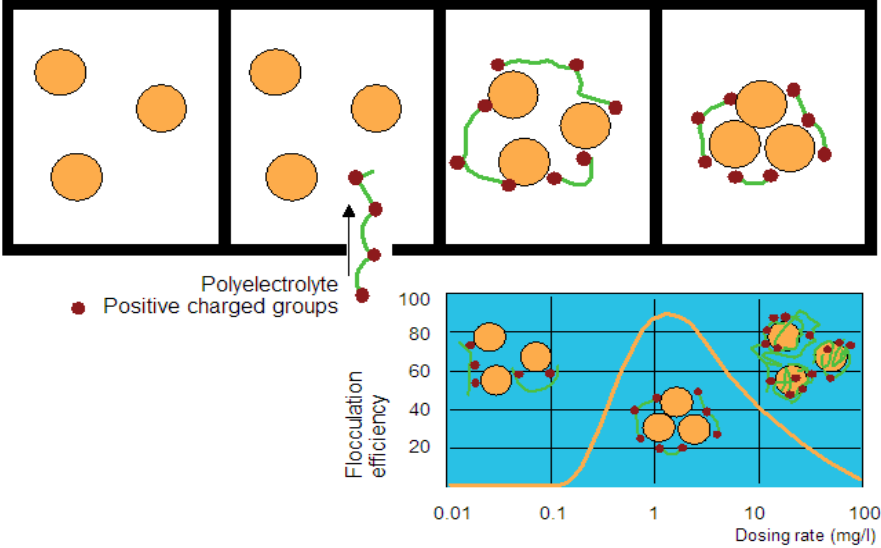 Polyelectrolyte
Positive charged groups
100
80
60
40
20
Flocculation
efficiency
0.01 0.1 1 10 100
Dosing rate (mg/l)